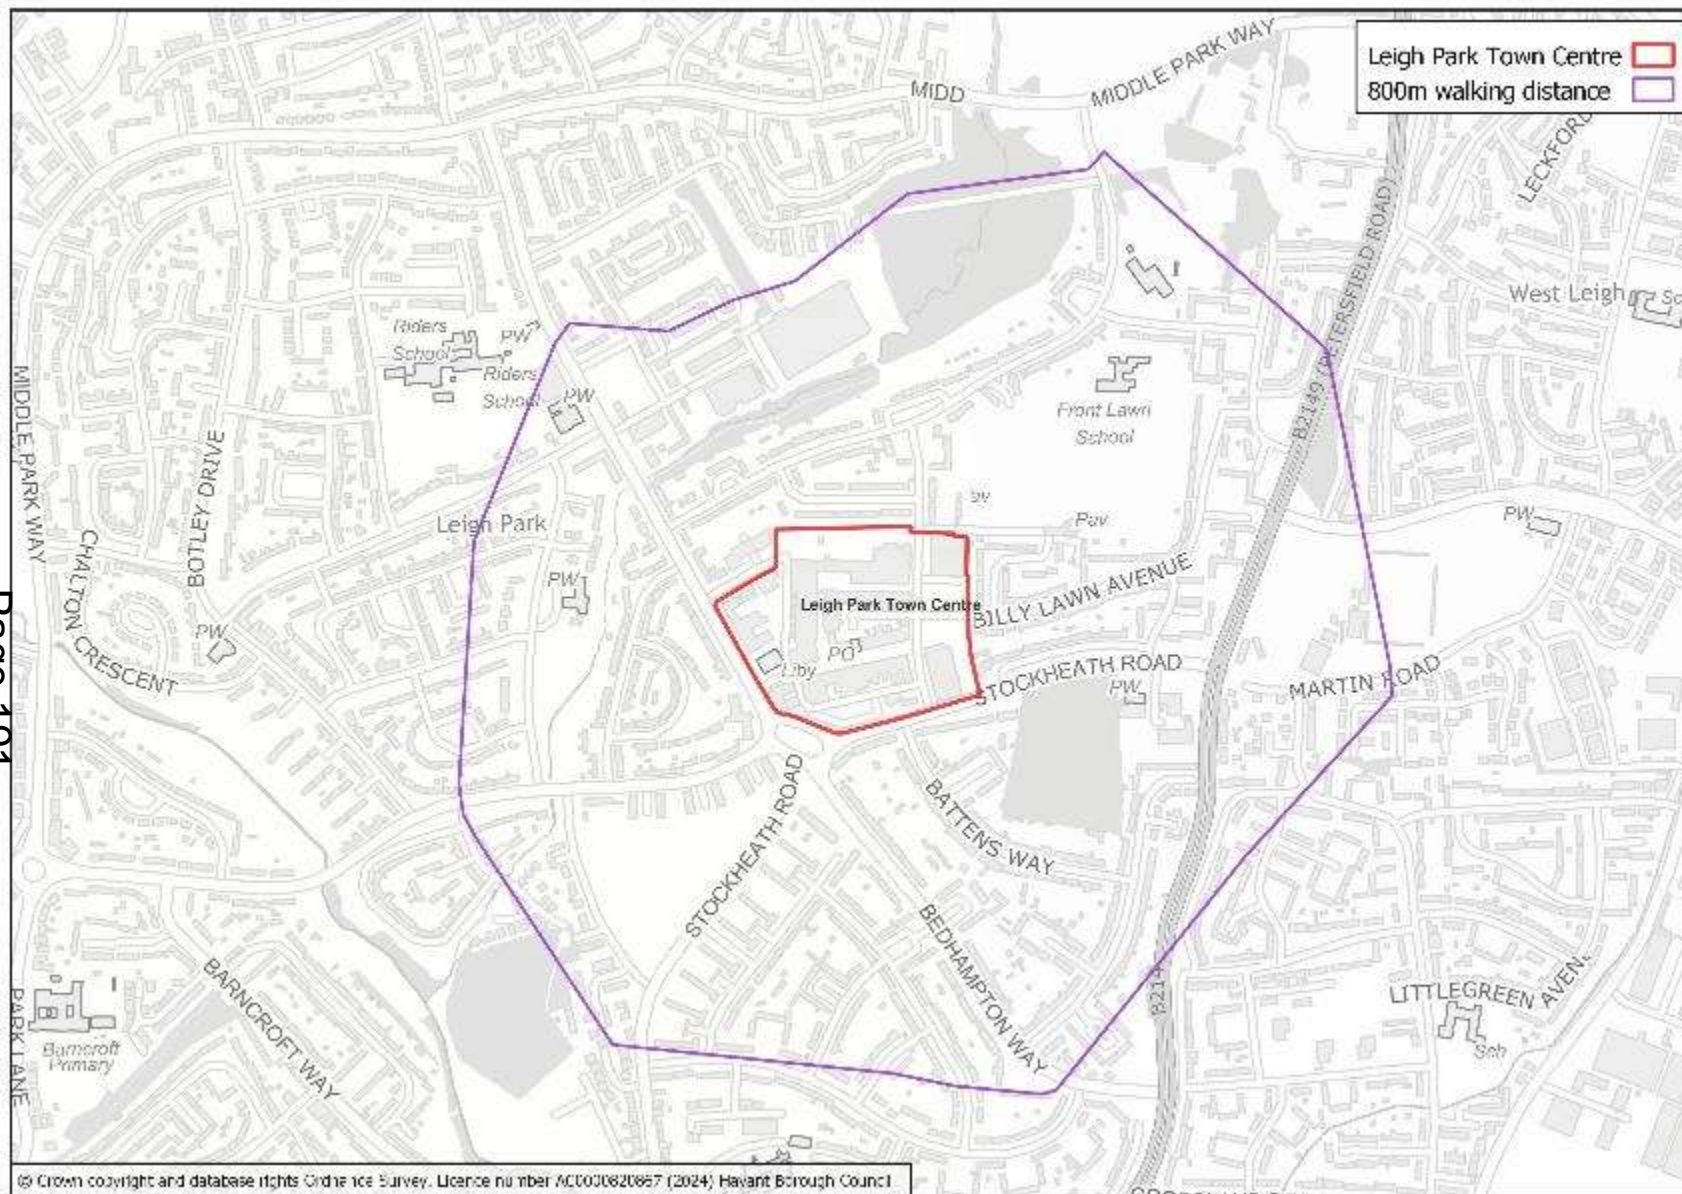 Leigh Park Town Centre
800m walking distance
MIDD
MIDDLE PARK WAY
LECKFORD
B2149 (PETERSFIELD ROAD)
West Leigh
Riders
School
PW
Riders
School
PW
Front Lawn
School
MIDDLE PARK WAY
BOTLEY DRIVE
Leigh Park
Pav
PW
CHALTON CRESCENT
PW
PW
Leigh Park Town Centre
BILLY LAWN AVENUE
PO
Liby
STOCKHEATH ROAD
PW
MARTIN ROAD
Page 101
STOCKHEATH ROAD
BATTENS WAY
BEDHAMPTON WAY
B214
BARNCROFT WAY
LITTLEGREEN AVEN.
Sch
PARK LANE
Barncroft
Primary
© Crown copyright and database rights Ordnance Survey. Licence number AC0000820867 (2024) Havant Borough Council